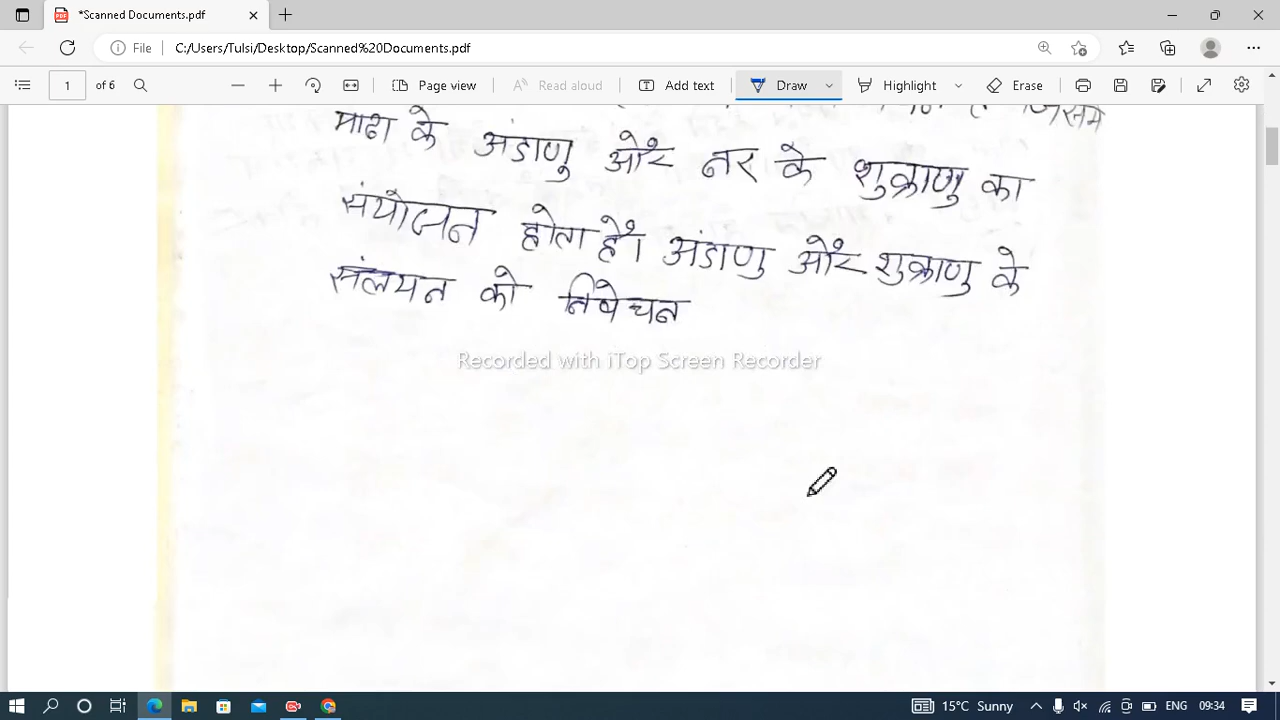 *Scanned Documents.pdf
File C:/Users/Tulsi/Desktop/Scanned%20Documents.pdf
1 of 6 Page view Read aloud Add text Draw Highlight Erase
जिसमें
मादा के अंडाणु और नर के शुक्राणु का
संयोजन होता है। अंडाणु और शुक्राणु के
संलयन को निषेचन
Recorded with iTop Screen Recorder
15°C Sunny ENG 09:34